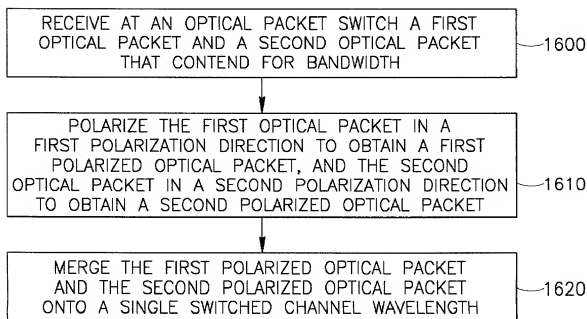 RECEIVE AT AN OPTICAL PACKET SWITCH A FIRST
OPTICAL PACKET AND A SECOND OPTICAL PACKET
THAT CONTEND FOR BANDWIDTH
1600
POLARIZE THE FIRST OPTICAL PACKET IN A
FIRST POLARIZATION DIRECTION TO OBTAIN A FIRST
POLARIZED OPTICAL PACKET, AND THE SECOND
OPTICAL PACKET IN A SECOND POLARIZATION DIRECTION
TO OBTAIN A SECOND POLARIZED OPTICAL PACKET
1610
MERGE THE FIRST POLARIZED OPTICAL PACKET
AND THE SECOND POLARIZED OPTICAL PACKET
ONTO A SINGLE SWITCHED CHANNEL WAVELENGTH
1620